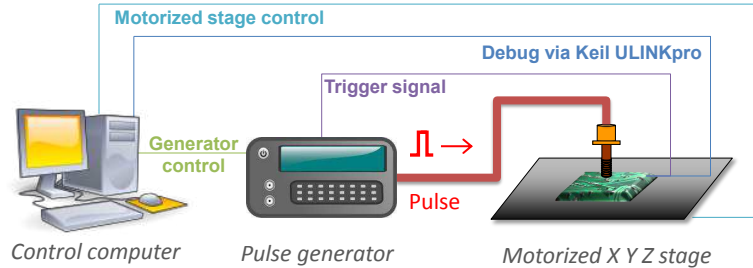 Motorized stage control
Debug via Keil ULINKpro
Trigger signal
Generator
control
Pulse
Control computer
Pulse generator
Motorized X Y Z stage